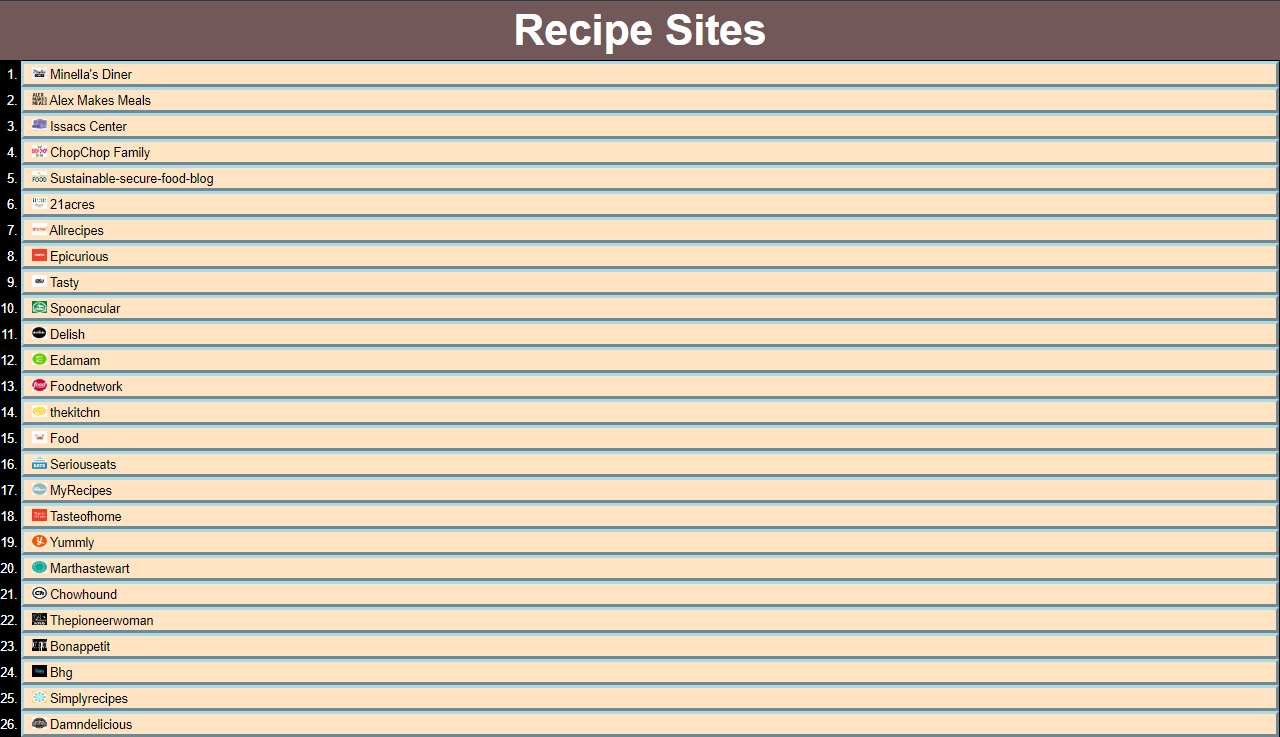 Recipe Sites
1. Minella's Diner
2. Alex Makes Meals
3. Issacs Center
4. ChopChop Family
5. Sustainable-secure-food-blog
6. 21acres
7. Allrecipes
8. Epicurious
9. Tasty
10. Spoonacular
11. Delish
12. Edamam
13. Foodnetwork
14. thekitchn
15. Food
16. Seriouseats
17. MyRecipes
18. Tasteofhome
19. Yummly
20. Marthastewart
21. Chowhound
22. Thepioneerwoman
23. Bonappetit
24. Bhg
25. Simplyrecipes
26. Damndelicious